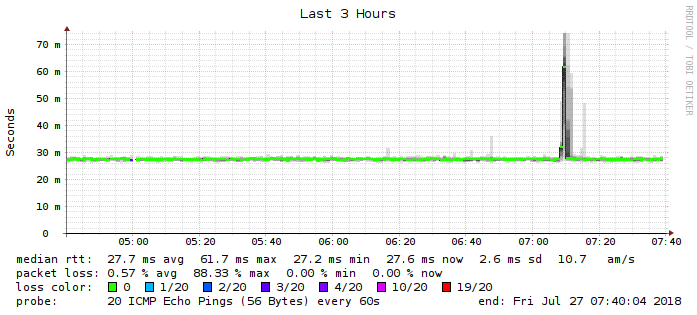 Last 3 Hours
RRDTOOL / TOBI OETIKER
Seconds
70 m
60 m
50 m
40 m
30 m
20 m
10 m
0
05:00 05:20 05:40 06:00 06:20 06:40 07:00 07:20 07:40
median rtt: 27.7 ms avg 61.7 ms max 27.2 ms min 27.6 ms now 2.6 ms sd 10.7 am/s
packet loss: 0.57 % avg 88.33 % max 0.00 % min 0.00 % now
loss color: 0 1/20 2/20 3/20 4/20 10/20 19/20
probe: 20 ICMP Echo Pings (56 Bytes) every 60s end: Fri Jul 27 07:40:04 2018